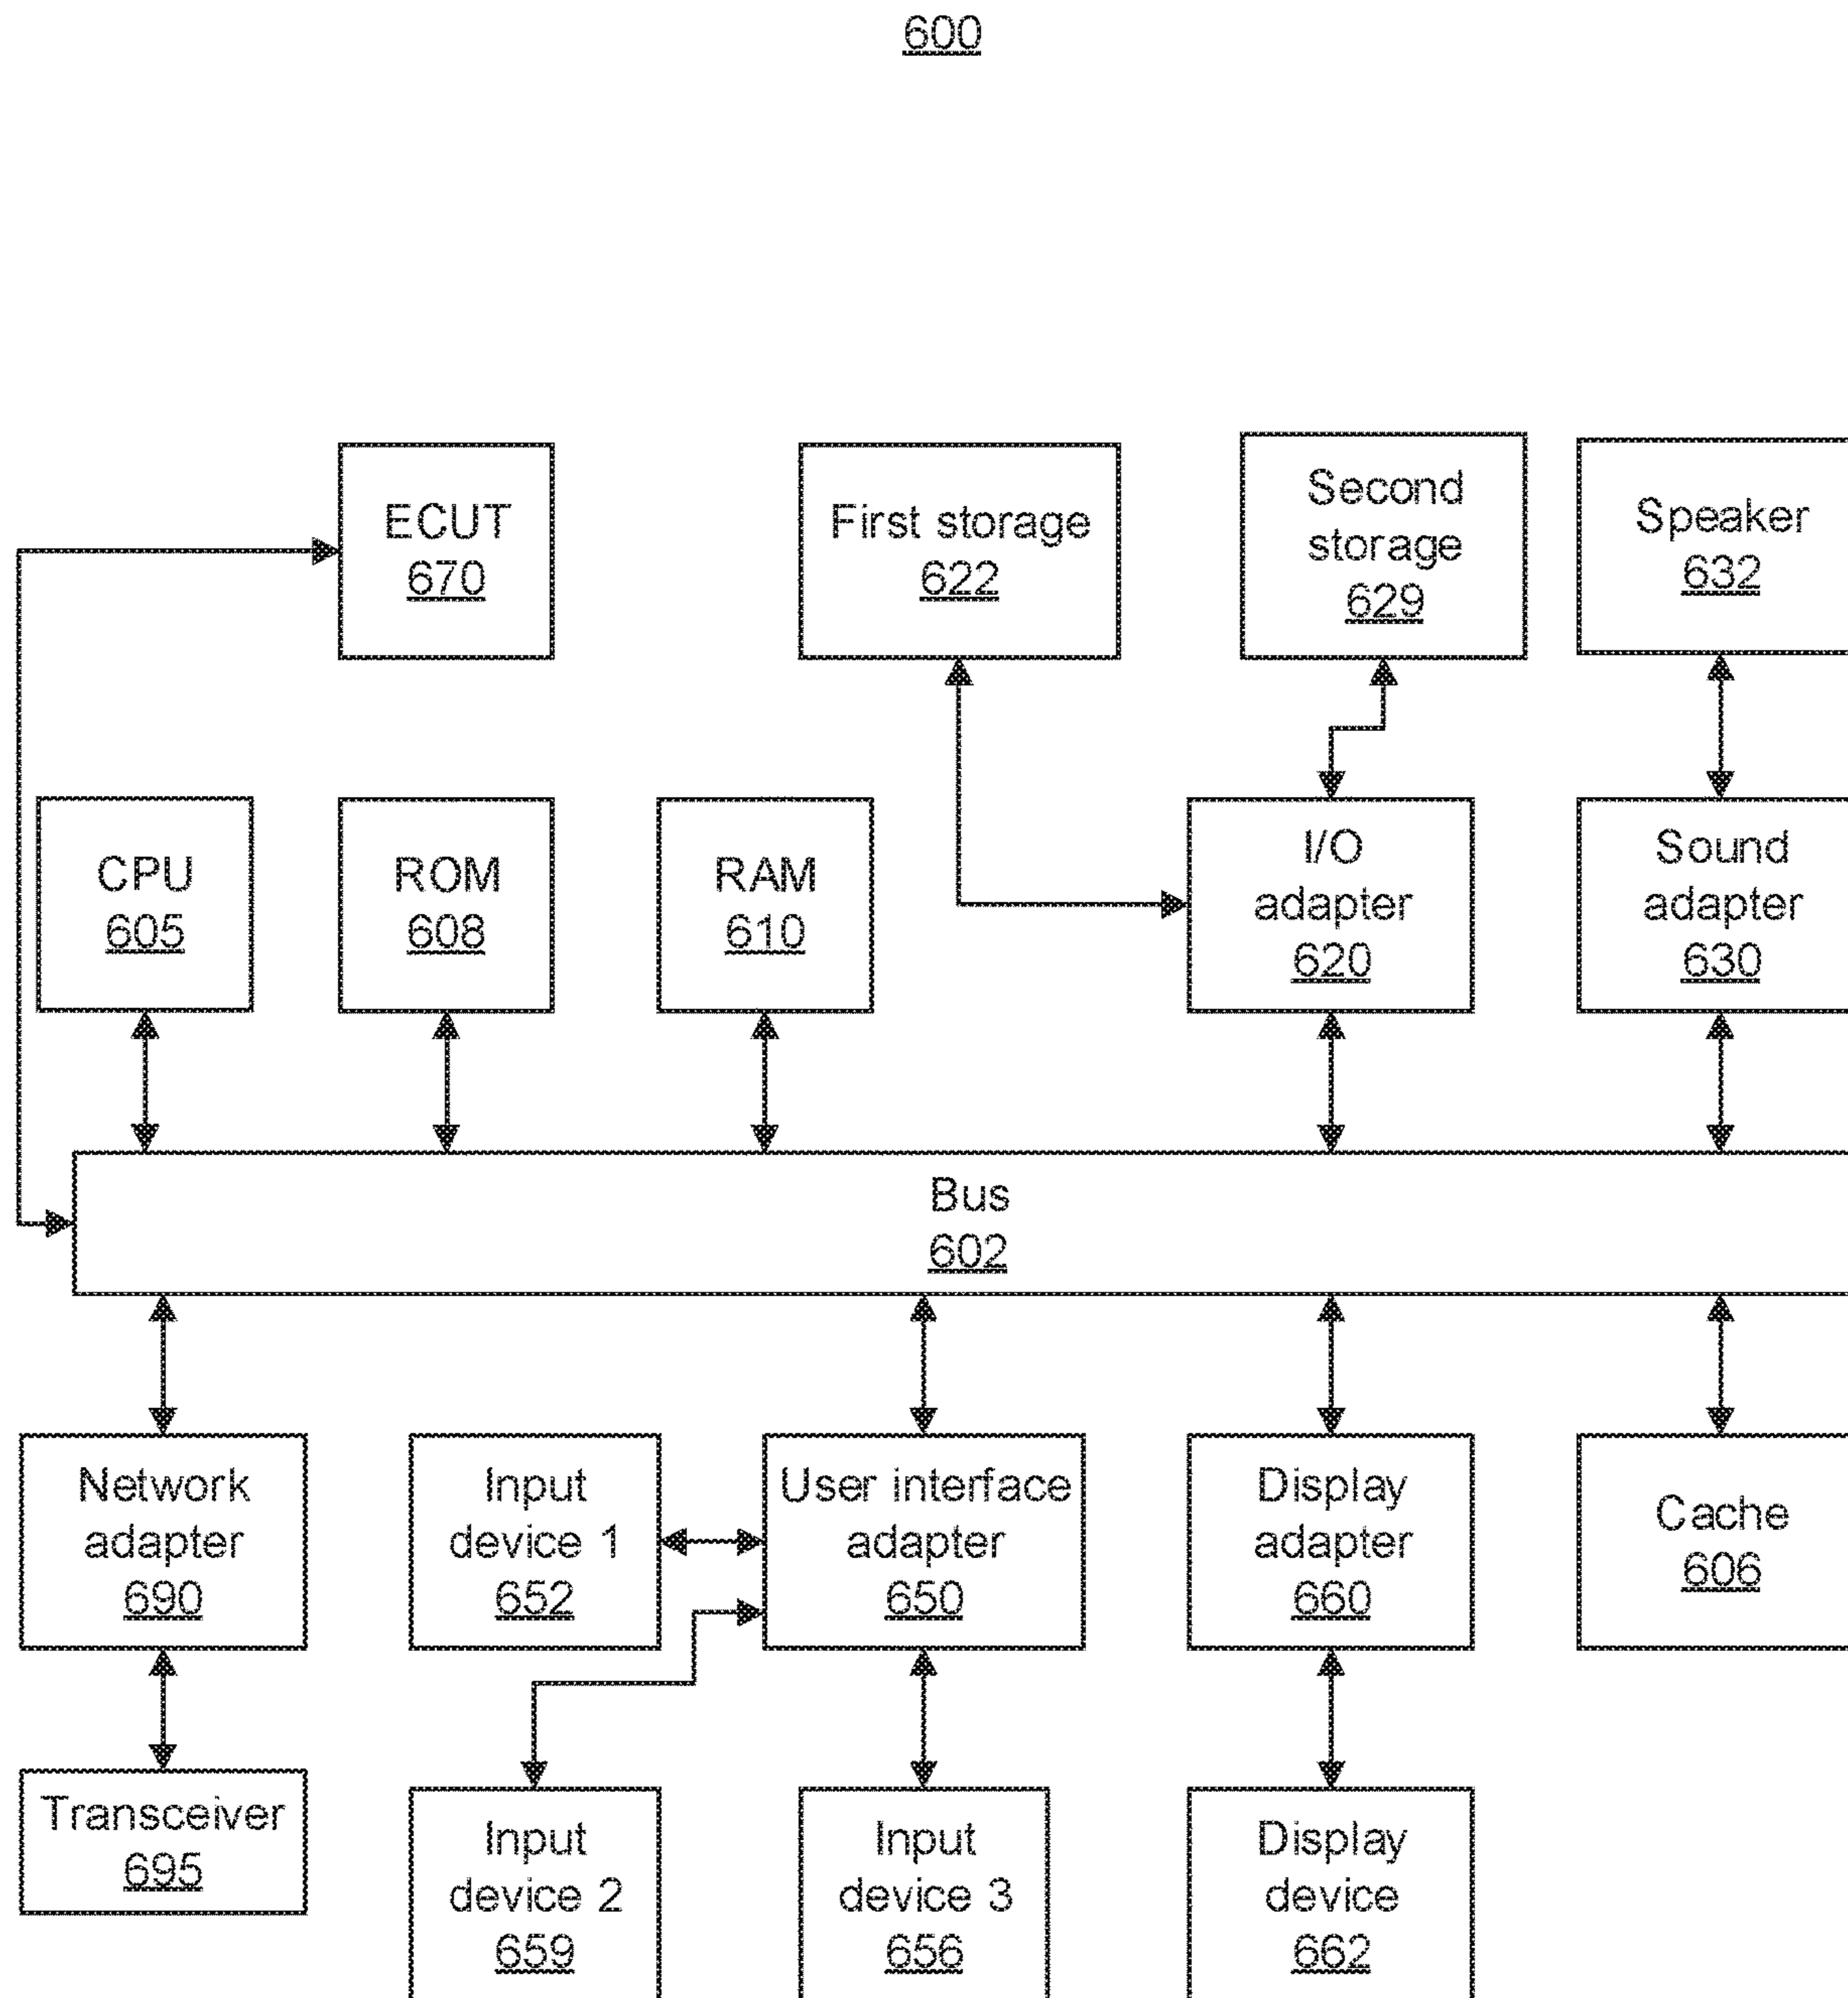 600
ECUT
670
First storage
622
Second
storage
629
Speaker
632
CPU
605
ROM
608
RAM
610
I/O
adapter
620
Sound
adapter
630
Bus
602
Network
adapter
690
Input
device 1
652
User interface
adapter
650
Display
adapter
660
Cache
606
Transceiver
695
Input
device 2
659
Input
device 3
656
Display
device
662